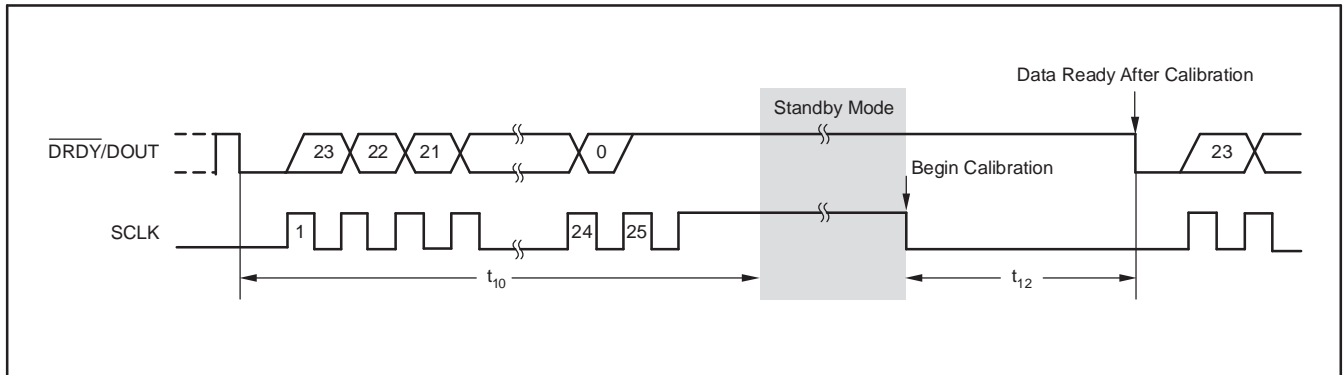 Data Ready After Calibration
Standby Mode
DRDY/DOUT
23 22 21 0 23
Begin Calibration
SCLK
1 24 25
t10
t12